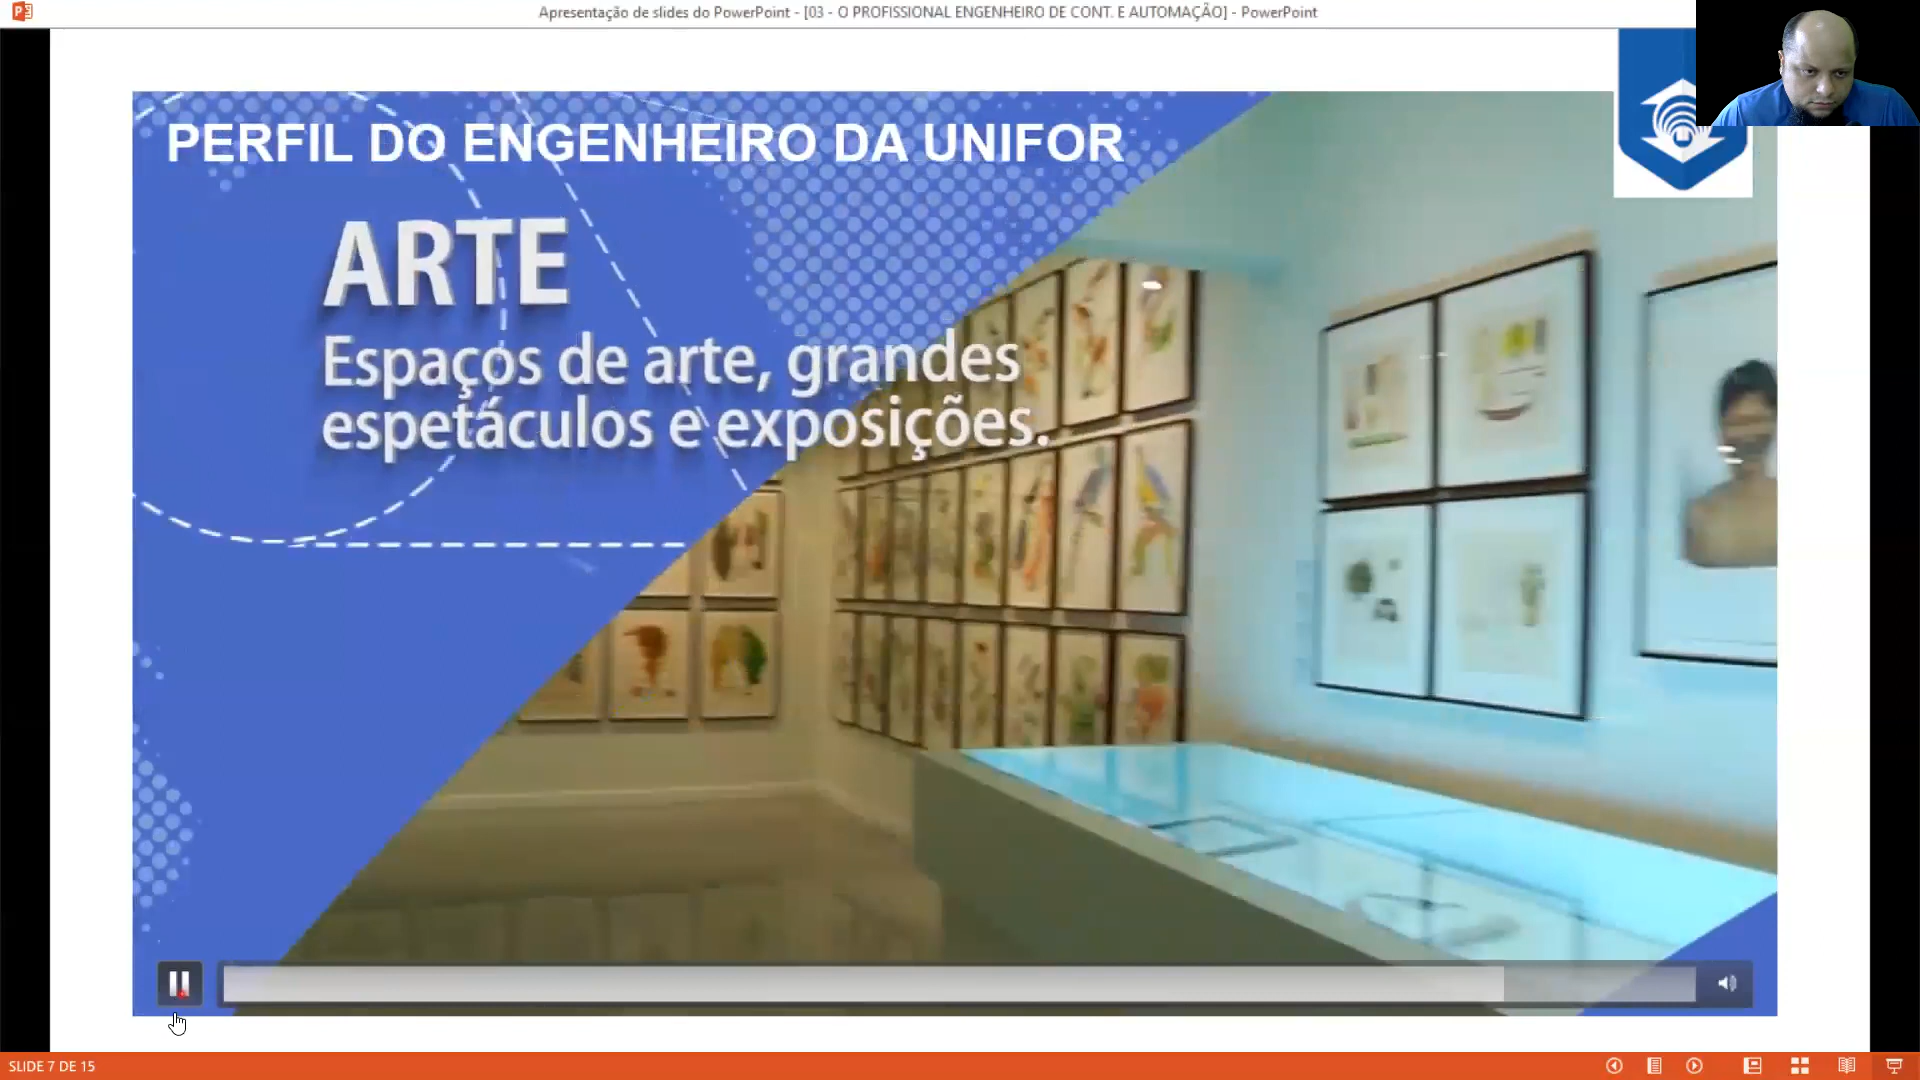 Apresentação de slides do PowerPoint - [03 - O PROFISSIONAL ENGENHEIRO DE CONT. E AUTOMAÇÃO] - PowerPoint
PERFIL DO ENGENHEIRO DA UNIFOR
ARTE
Espaços de arte, grandes
espetáculos e exposições.
SLIDE 7 DE 15